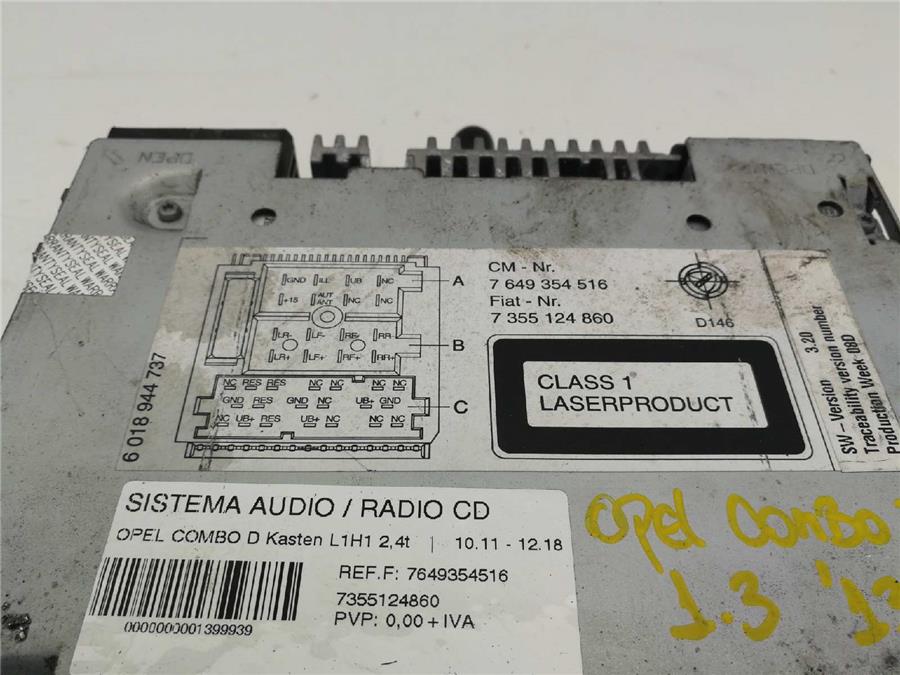 OPEN
OPEN
WARRANTY SEAL
GND ILL UB NC
+15 AUT ANT NC NC
LR- LF- RF- RR-
LR+ LF+ RF+ RR+
NC RES RES NC NC NC NC
GND RES GND NC UB+ GND
NC UB+ RES UB+ NC NC NC
A
B
C
6 018 944 737
CM - Nr.
7 649 354 516
Fiat - Nr.
7 355 124 860
D146
CLASS 1
LASERPRODUCT
SW - Version 3.20
Traceability version number
Production Week 08D
SISTEMA AUDIO / RADIO CD
OPEL COMBO D Kasten L1H1 2,4t | 10.11 - 12.18
REF.F: 7649354516
7355124860
PVP: 0,00 + IVA
0000000001399939
Opel Combo
1.3